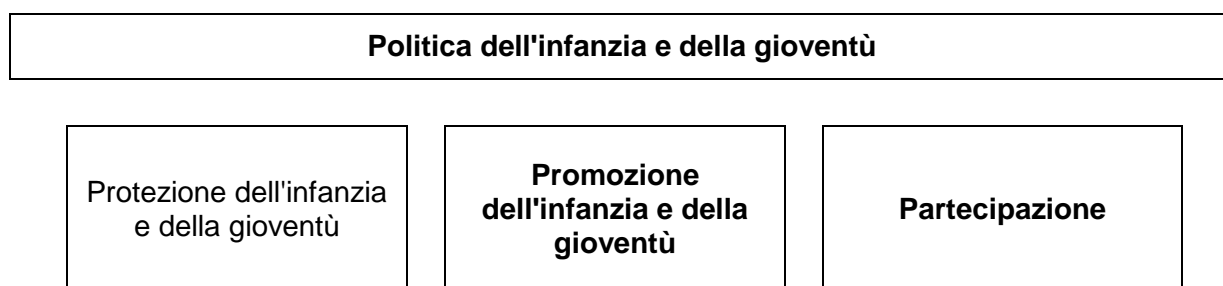 Politica dell'infanzia e della gioventù
Protezione dell'infanzia
e della gioventù
Promozione
dell'infanzia e della
gioventù
Partecipazione